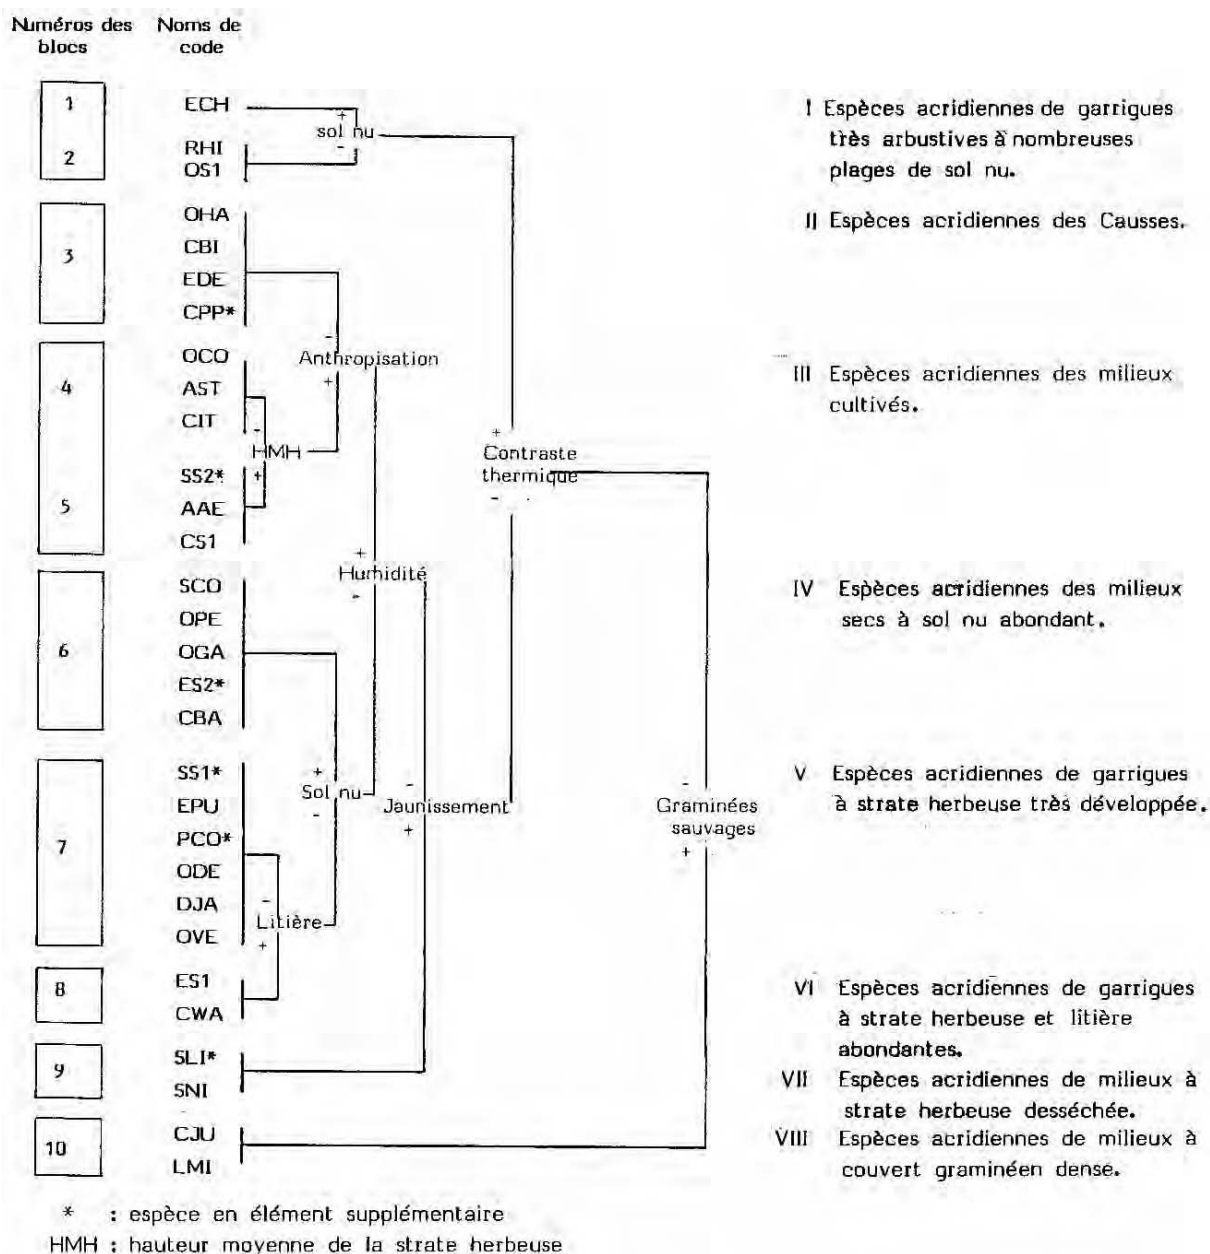 Numéros des blocs
Noms de code
1
ECH
+
sol nu
-
2
RHI
OS1
I Espèces acridiennes de garrigues
très arbustives à nombreuses
plages de sol nu.
3
OHA
CBI
EDE
CPP*
II Espèces acridiennes des Causses.
-
Anthropisation
+
4
OCO
AST
CIT
-
HMH
+
5
SS2*
AAE
CS1
III Espèces acridiennes des milieux
cultivés.
+
Contraste
thermique
-
+
Humidité
-
6
SCO
OPE
OGA
ES2*
CBA
IV Espèces acridiennes des milieux
secs à sol nu abondant.
7
SS1*
EPU
PCO*
ODE
DJA
OVE
+
Sol nu
-
-
Jaunissement
+
-
Graminées
sauvages
+
V Espèces acridiennes de garrigues
à strate herbeuse très développée.
-
Litière
+
8
ES1
CWA
VI Espèces acridiennes de garrigues
à strate herbeuse et litière
abondantes.
9
SLI*
SNI
VII Espèces acridiennes de milieux à
strate herbeuse desséchée.
10
CJU
LMI
VIII Espèces acridiennes de milieux à
couvert graminéen dense.
* : espèce en élément supplémentaire
HMH : hauteur moyenne de la strate herbeuse